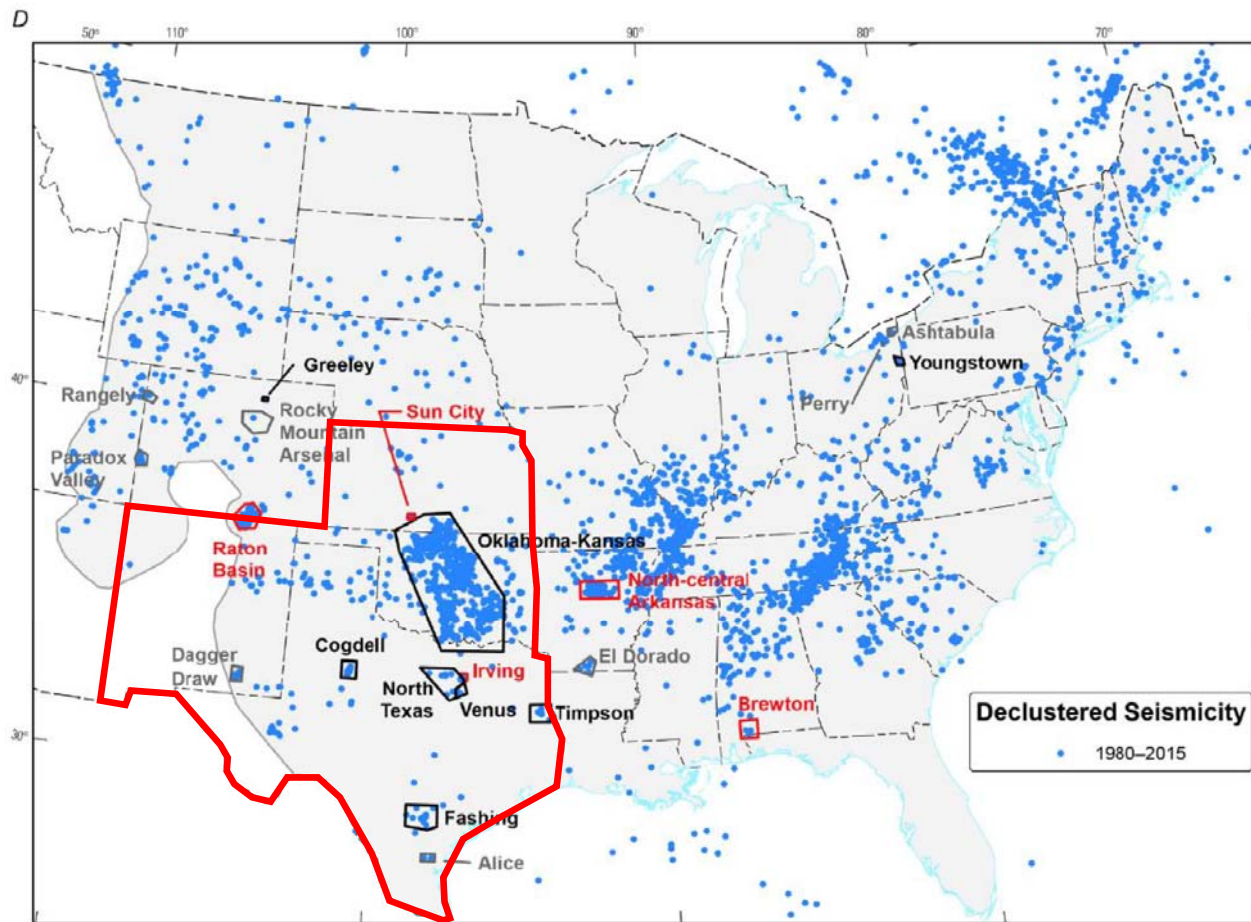 D
50° 110° 100° 90° 80° 70°
Ashtabula
Youngstown
Greeley
40°
Rangely
Perry
Rocky
Mountain
Arsenal
Sun City
Paradox
Valley
Oklahoma-Kansas
Raton
Basin
North-central
Arkansas
Cogdell
Dagger
Draw
El Dorado
Irving
North
Texas
Venus
Timpson
Brewton
Declustered Seismicity
1980–2015
30°
Fashing
Alice